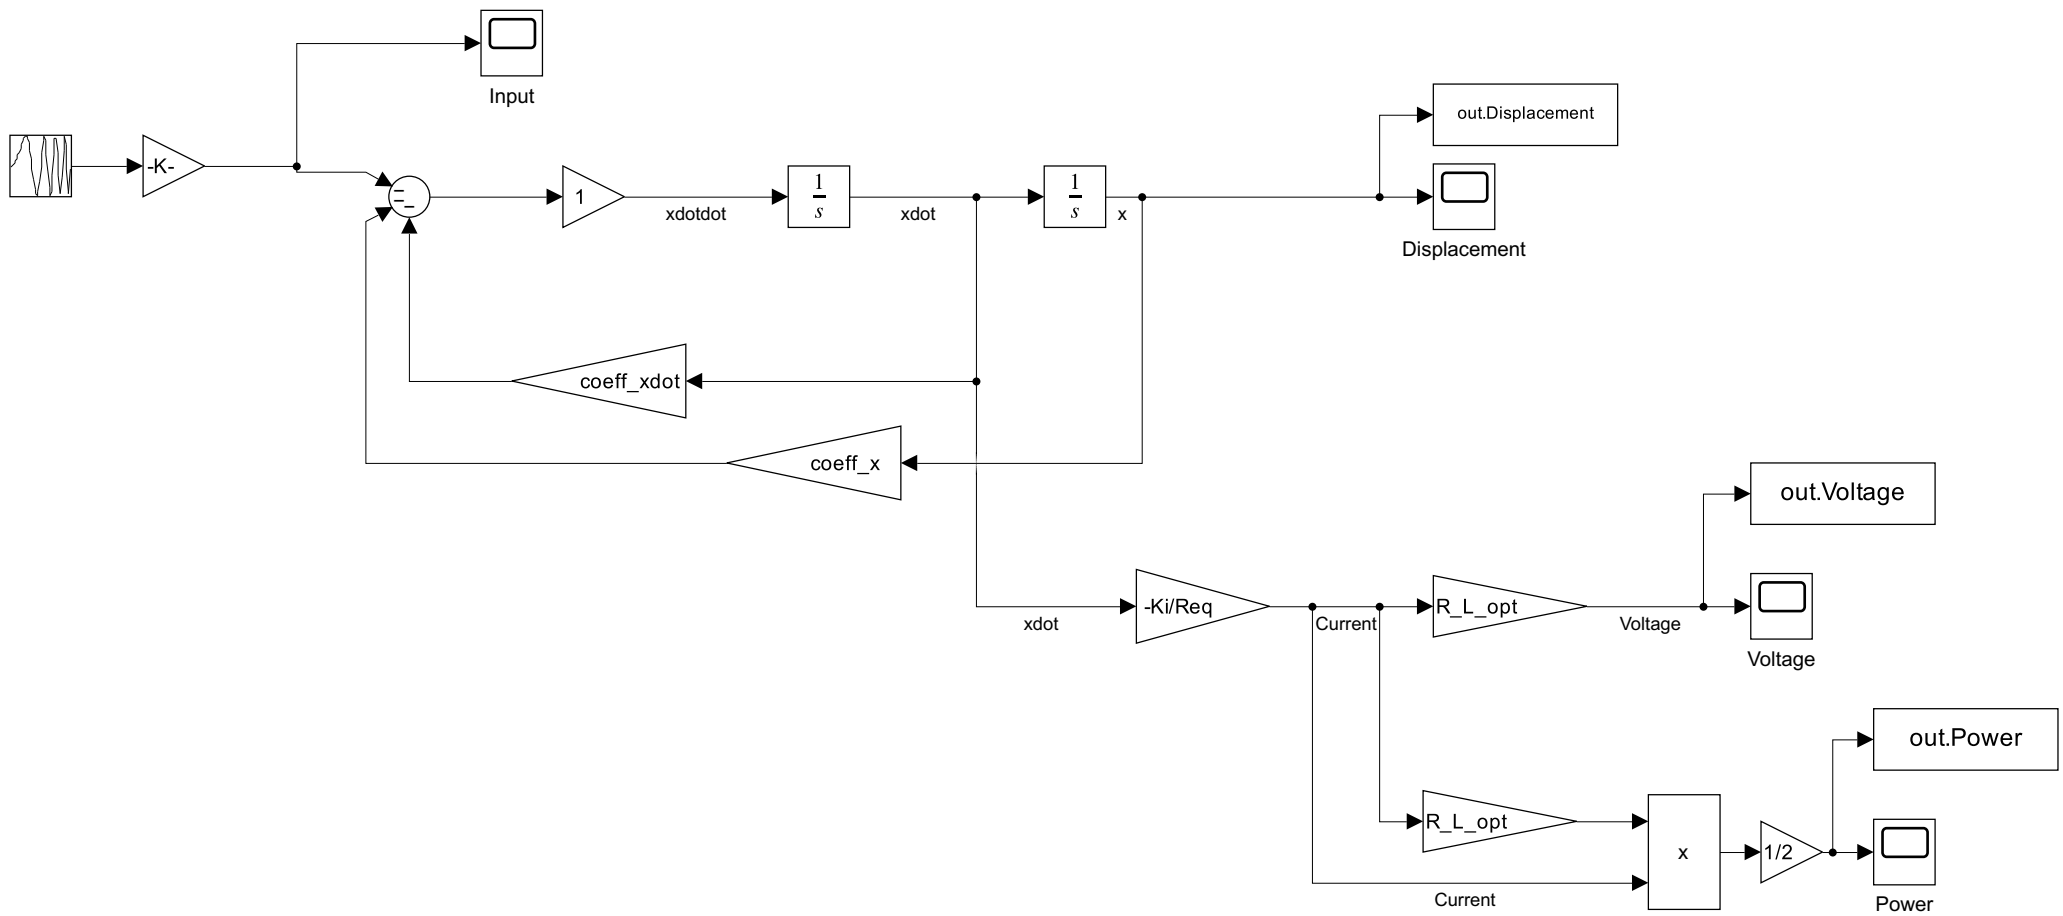 Input
out.Displacement
-K-
1
xdotdot
1
s
xdot
1
s
x
Displacement
coeff_xdot
coeff_x
out.Voltage
xdot
-Ki/Req
Current
R_L_opt
Voltage
Voltage
out.Power
R_L_opt
x
1/2
Current
Power